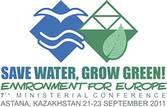 SAVE WATER, GROW GREEN!
ENVIRONMENT FOR EUROPE
7TH MINISTERIAL CONFERENCE
ASTANA, KAZAKHSTAN 21-23 SEPTEMBER 2011